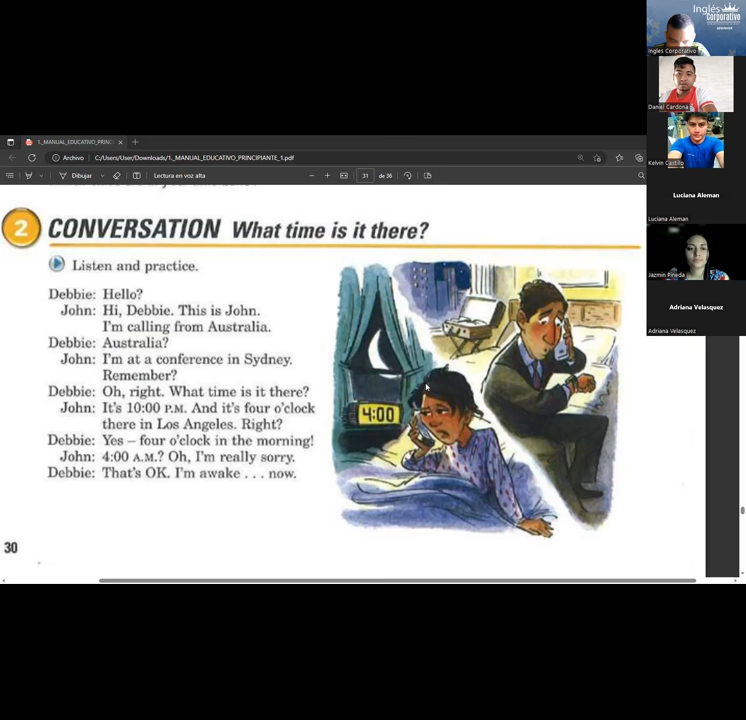 Inglés
Corporativo
Ingles Corporativo
Daniel Cardona
Kelvin Castillo
Luciana Aleman
Luciana Aleman
Jazmin Pineda
Adriana Velasquez
Adriana Velasquez
1._MANUAL_EDUCATIVO_PRINCI
Archivo C:/Users/User/Downloads/1._MANUAL_EDUCATIVO_PRINCIPIANTE_1.pdf
Dibujar Lectura en voz alta 31 de 36
2 CONVERSATION What time is it there?
Listen and practice.
Debbie: Hello?
John: Hi, Debbie. This is John.
I'm calling from Australia.
Debbie: Australia?
John: I'm at a conference in Sydney.
Remember?
Debbie: Oh, right. What time is it there?
John: It's 10:00 P.M. And it's four o'clock
there in Los Angeles. Right?
Debbie: Yes – four o'clock in the morning!
John: 4:00 A.M.? Oh, I'm really sorry.
Debbie: That's OK. I'm awake . . . now.
4:00
30